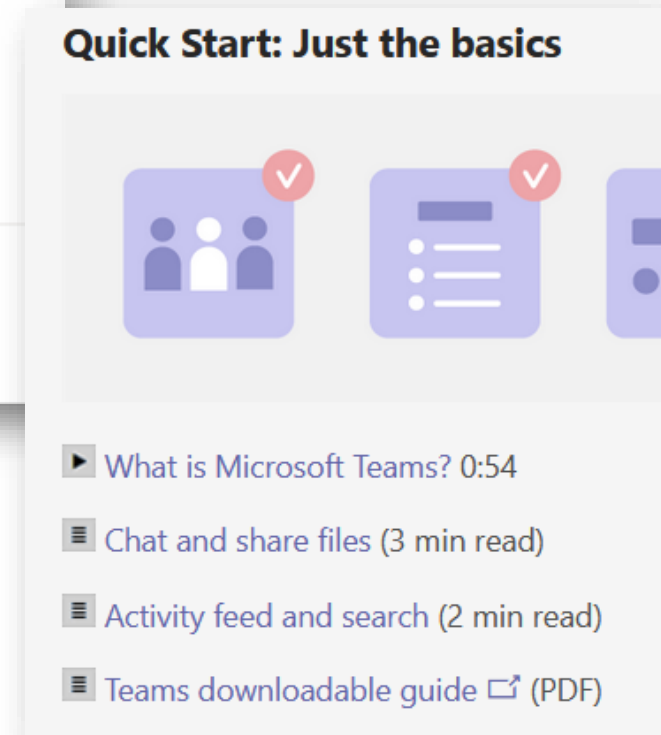 Quick Start: Just the basics
What is Microsoft Teams? 0:54
Chat and share files (3 min read)
Activity feed and search (2 min read)
Teams downloadable guide (PDF)